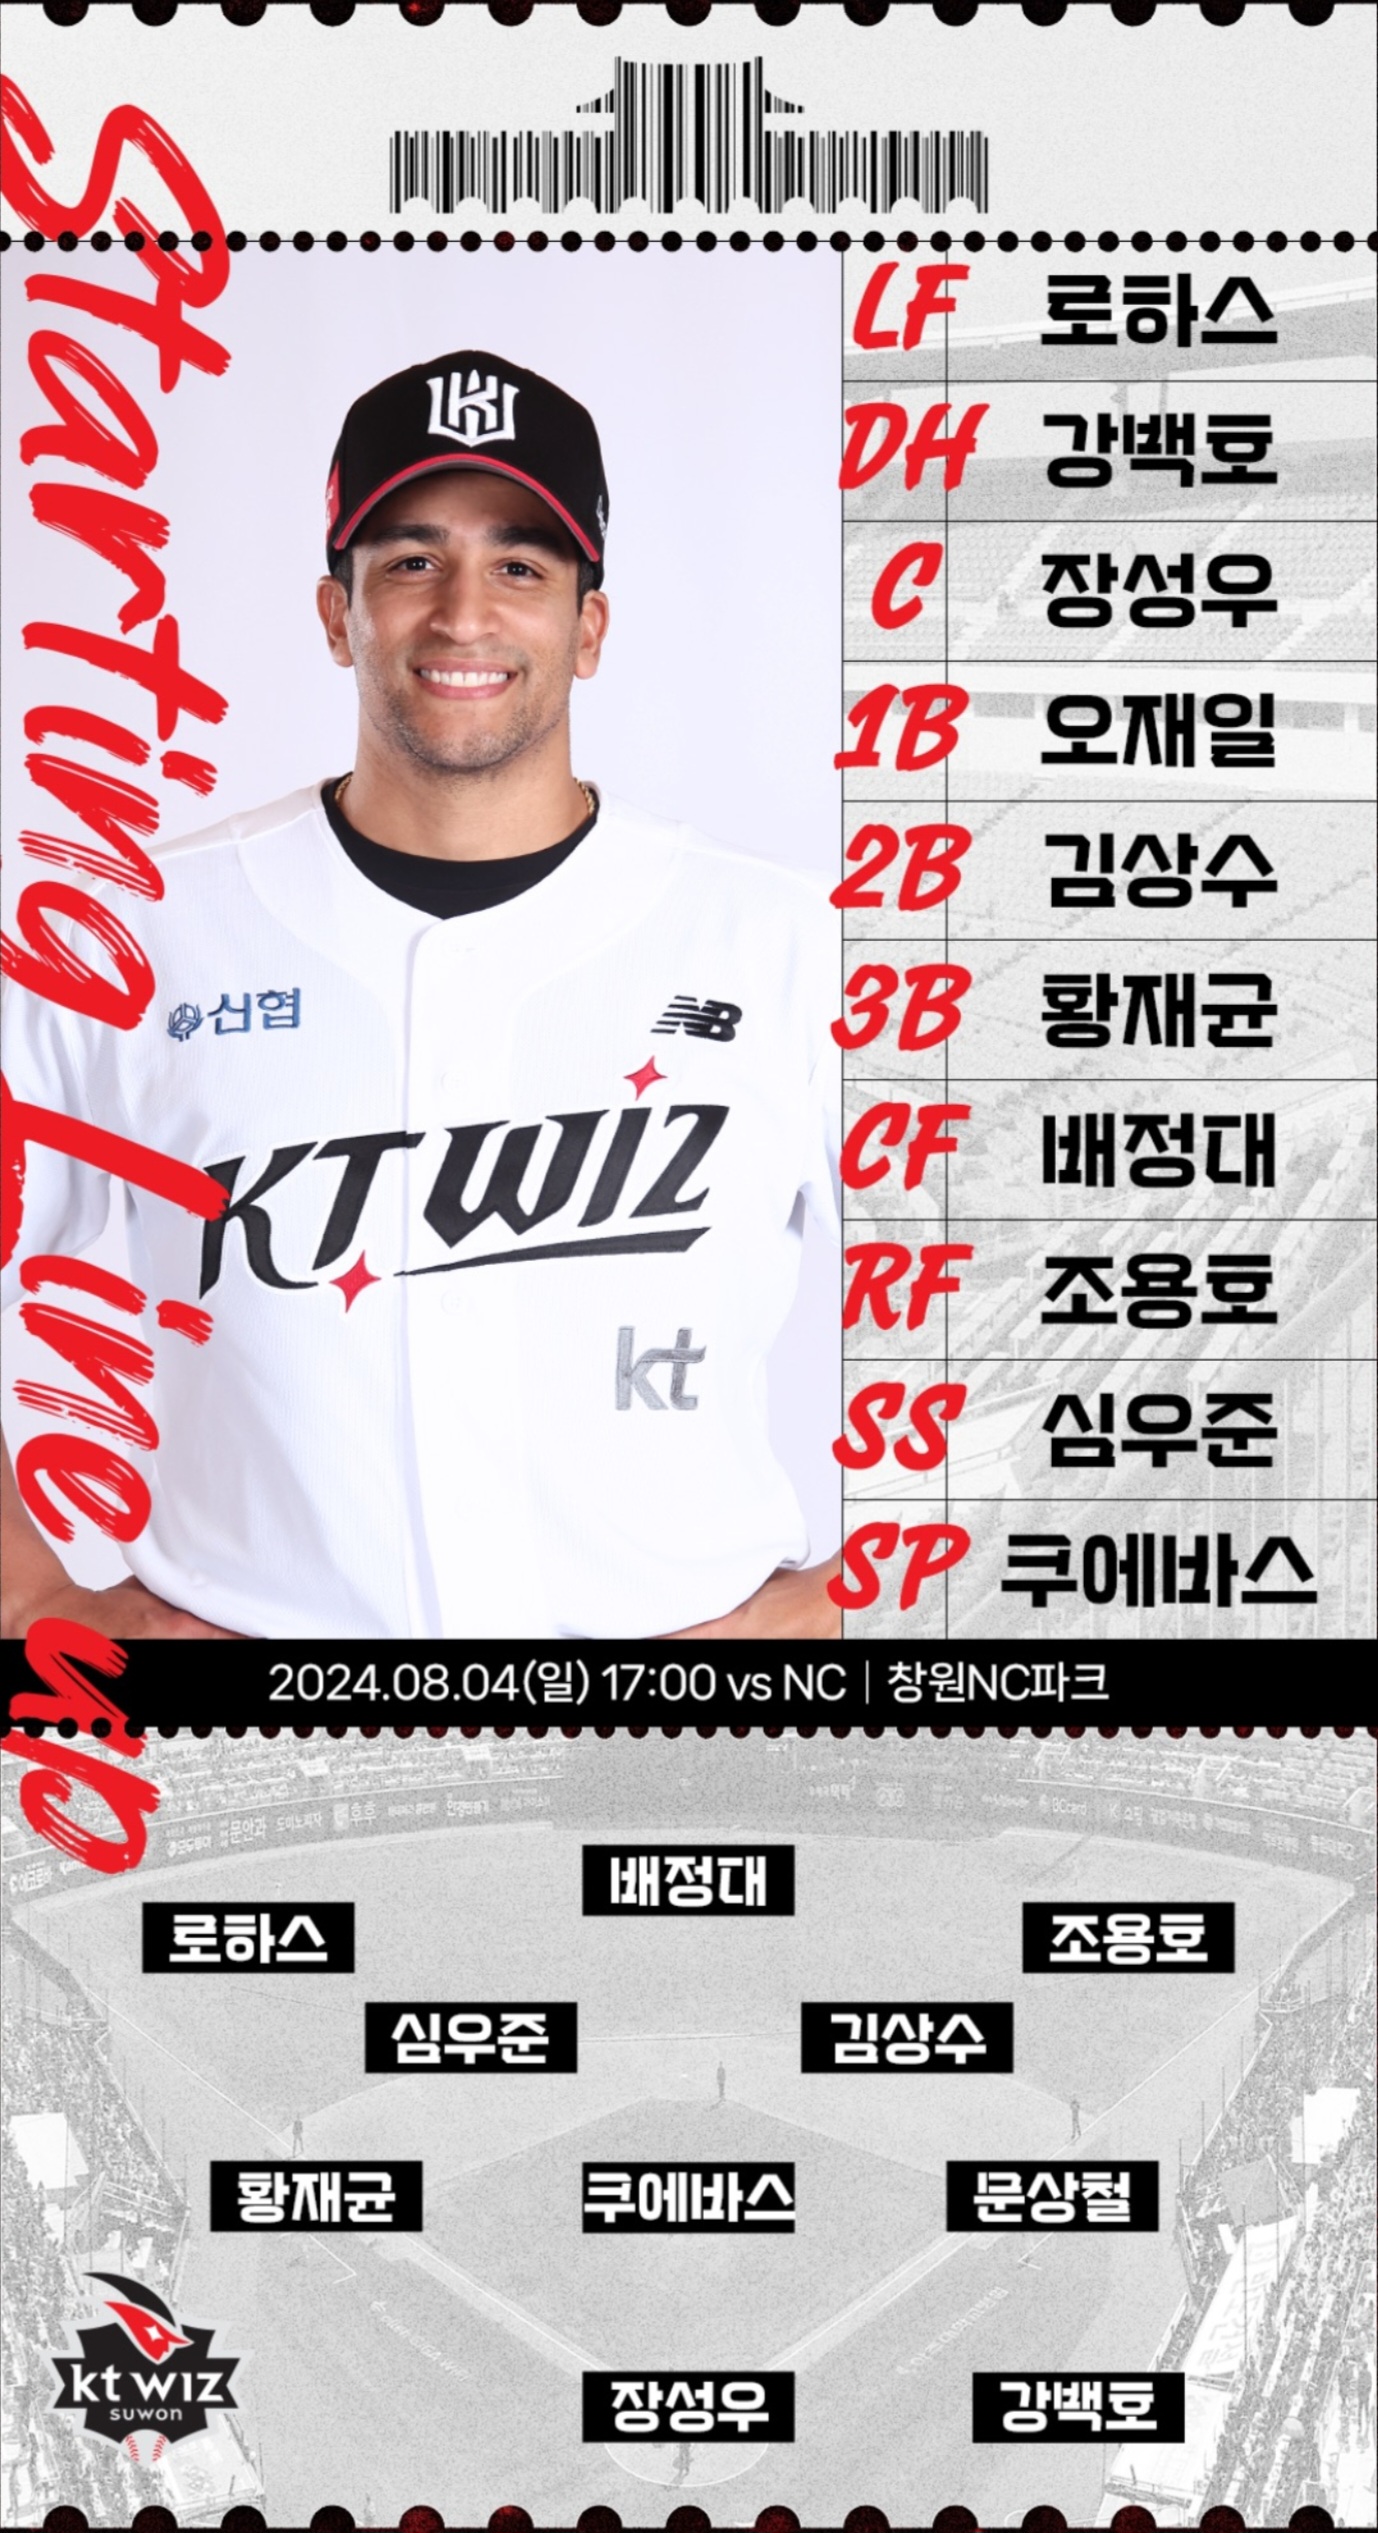 Starting Line up
LF 로하스
DH 강백호
C 장성우
1B 오재일
2B 김상수
3B 황재균
CF 배정대
RF 조용호
SS 심우준
SP 쿠에바스
신협
NB
KT WIZ
kt
2024.08.04(일) 17:00 vs NC | 창원NC파크
배정대
로하스
조용호
심우준
김상수
황재균
쿠에바스
문상철
장성우
강백호
kt wiz
suwon